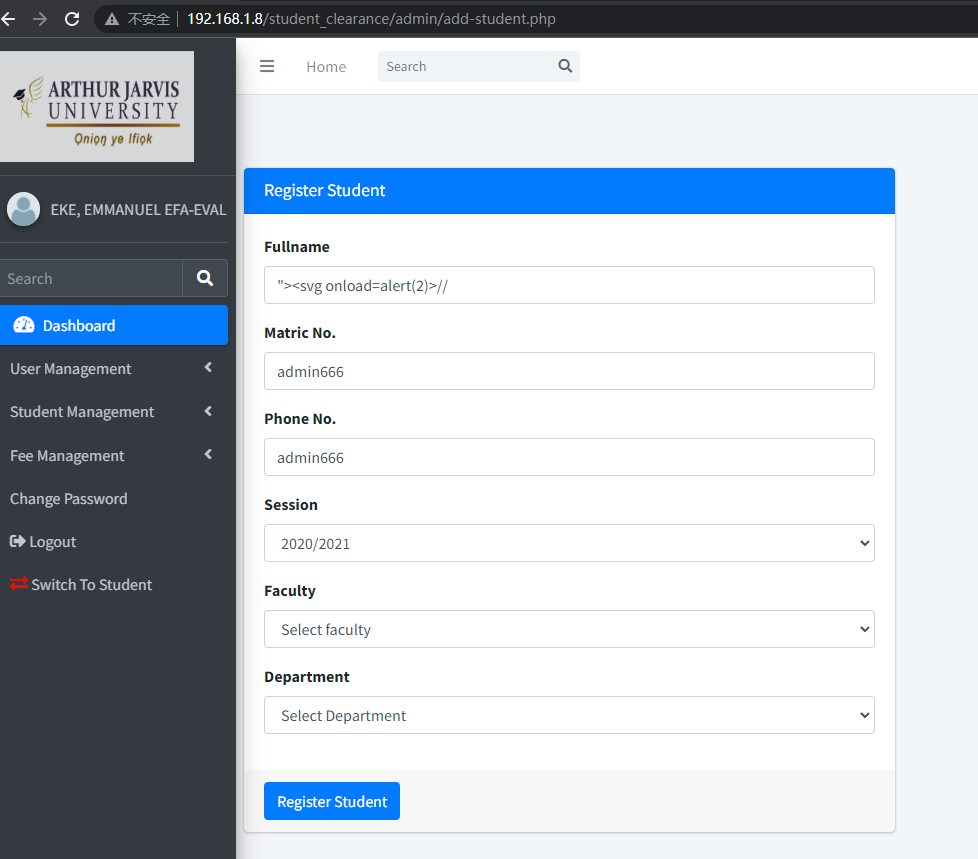 不安全 192.168.1.8/student_clearance/admin/add-student.php
ARTHUR JARVIS
UNIVERSITY
Ọniọŋ ye Ifiọk
EKE, EMMANUEL EFA-EVAL
Search
Dashboard
User Management
Student Management
Fee Management
Change Password
Logout
Switch To Student
Home
Search
Register Student
Fullname
"><svg onload=alert(2)>//
Matric No.
admin666
Phone No.
admin666
Session
2020/2021
Faculty
Select faculty
Department
Select Department
Register Student